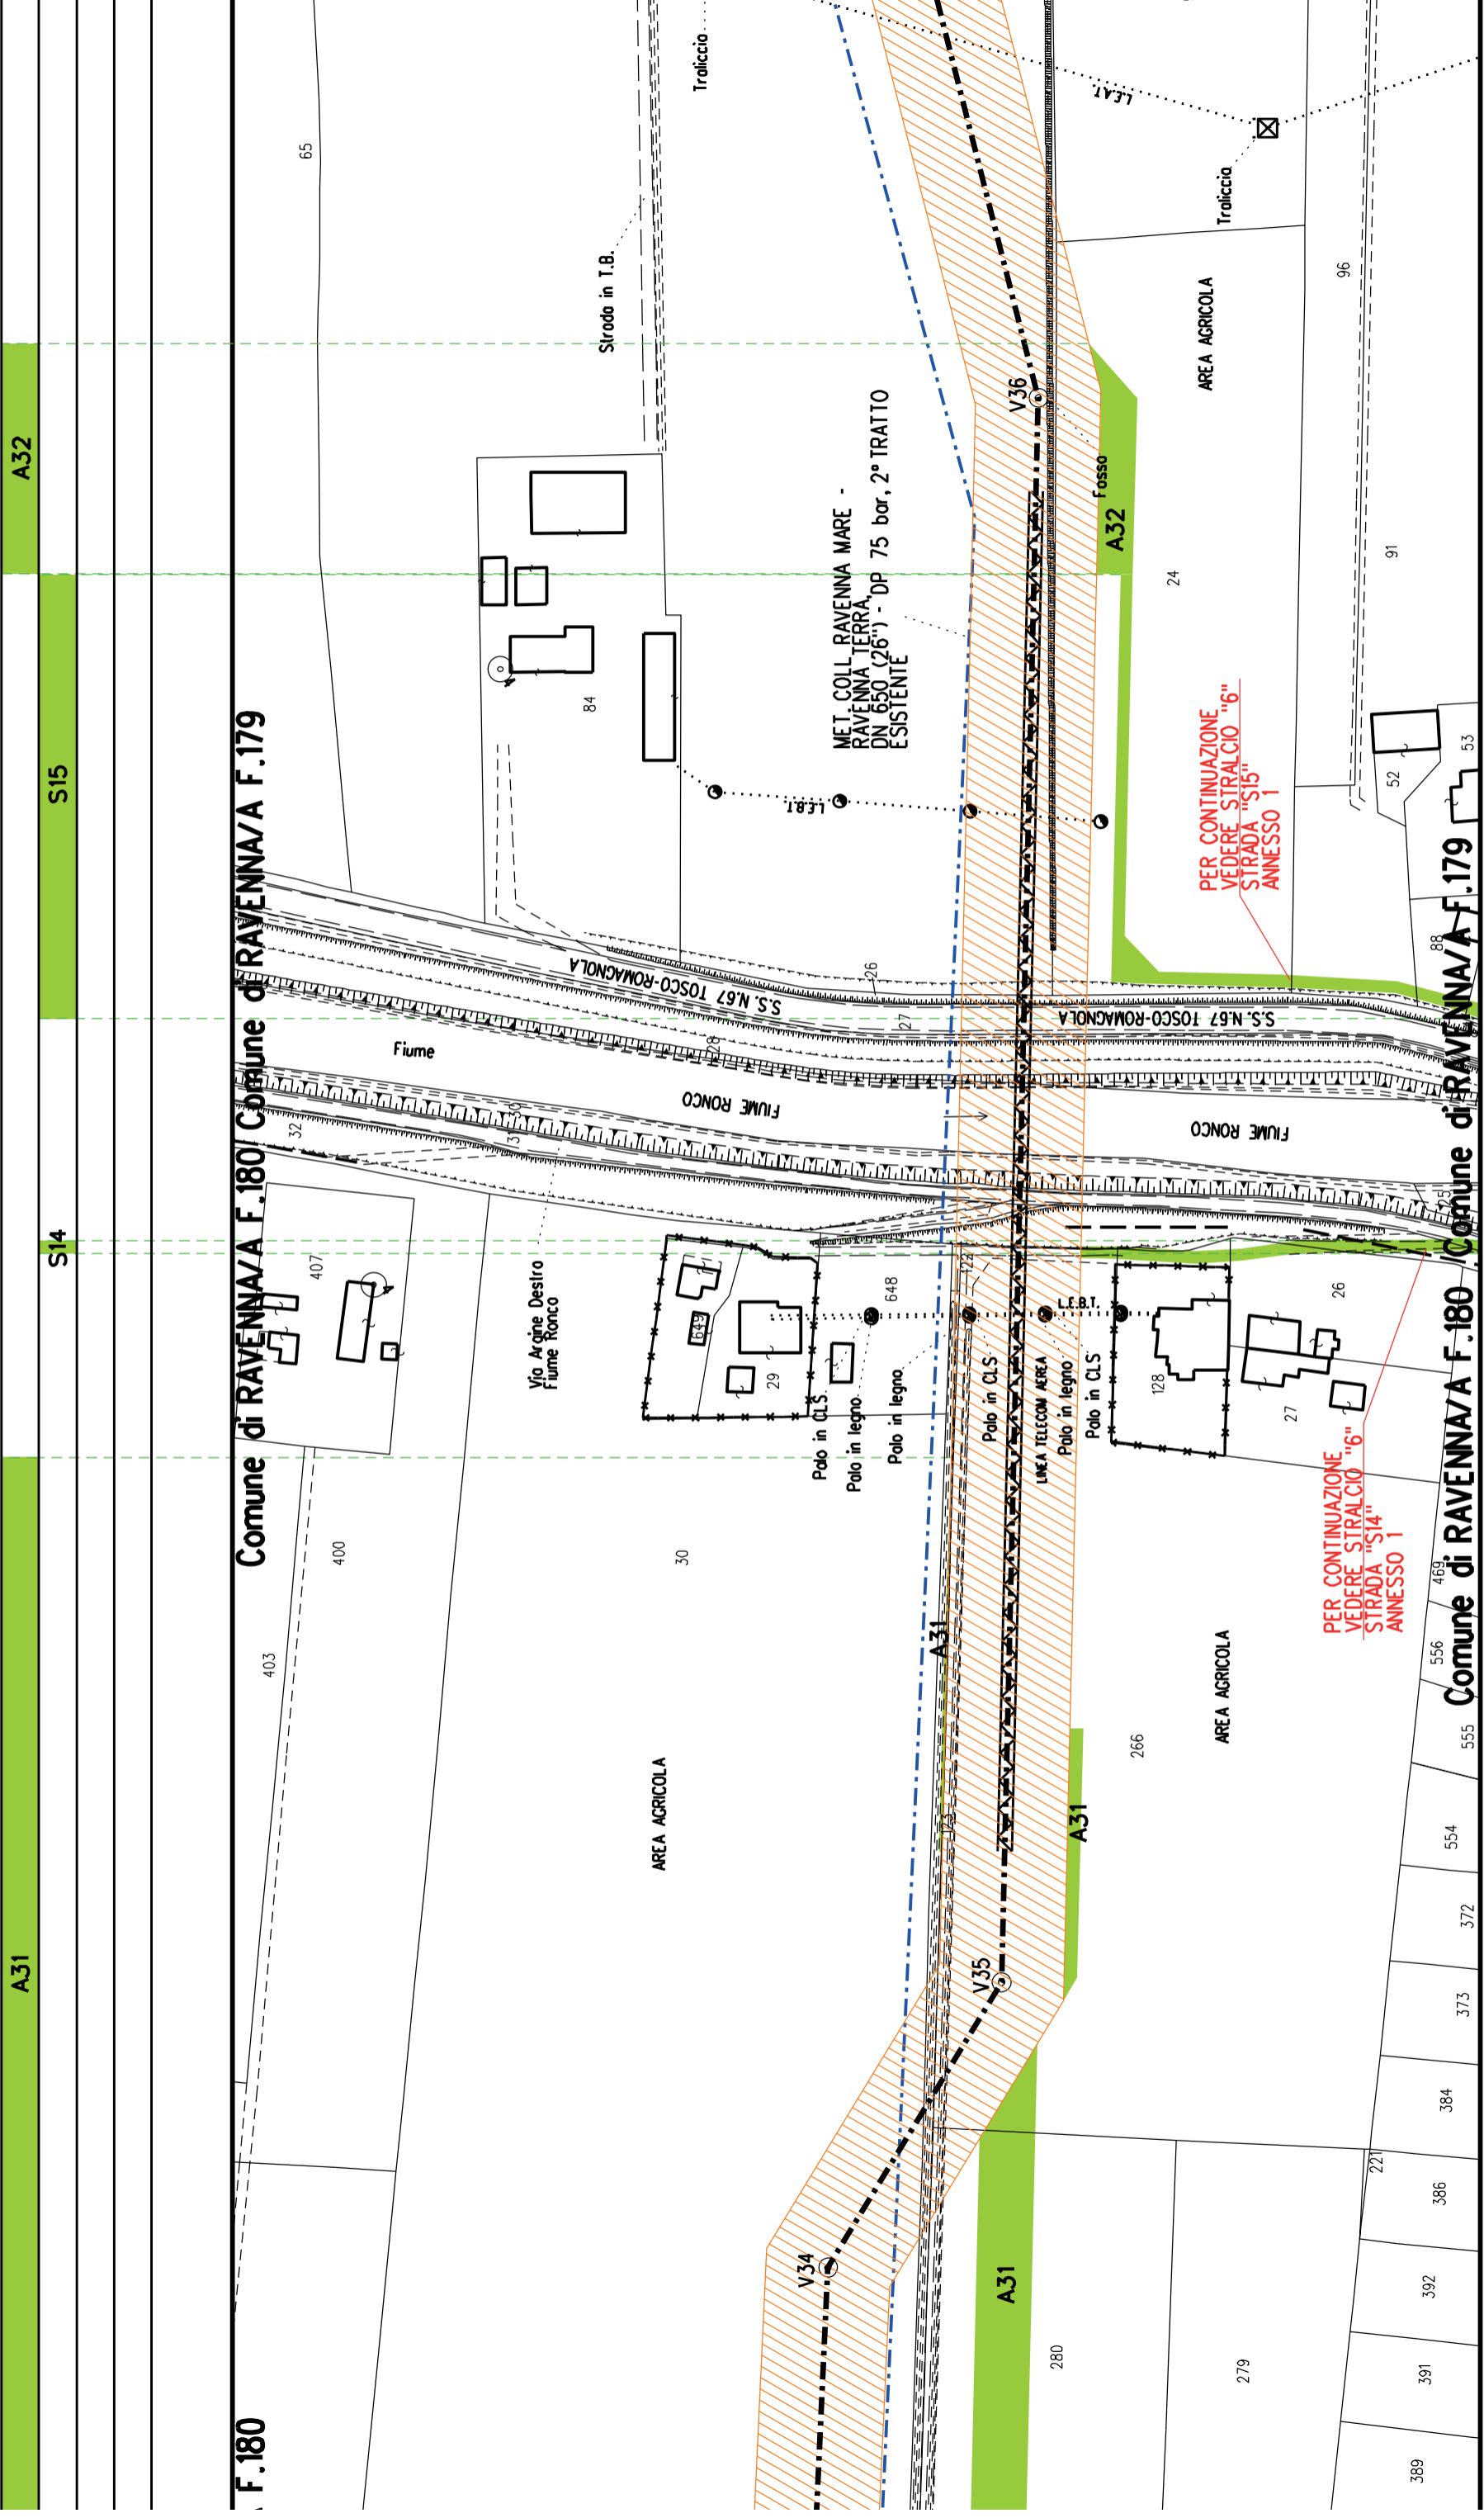 A32
S15
S14
A31
Comune di RAVENNA/A F.180/ Comune di RAVENNA/A F.179
F.180
65
Traliccio
Strada in T.B.
L.E.A.T
Traliccio
96
AREA AGRICOLA
V36
Fosso
A32
MET. COLL. RAVENNA MARE -
RAVENNA TERRA,
DN 650 (26") - DP 75 bar, 2° TRATTO
ESISTENTE
24
91
84
L.E.B.T
PER CONTINUAZIONE
VEDERE STRALCIO "6"
STRADA "S15"
ANNESSO 1
52
53
88
S.S. N.67 TOSCO-ROMAGNOLA
26
27
28
S.S. N.67 TOSCO-ROMAGNOLA
Fiume
FIUME RONCO
FIUME RONCO
32
31
30
25
407
Via Argine Destro
Fiume Ronco
649
29
648
122
L.E.B.T.
26
128
27
Palo in CLS
Palo in legno
Palo in legno
Palo in CLS
LINEA TELECOM AEREA
Palo in legno
Palo in CLS
PER CONTINUAZIONE
VEDERE STRALCIO "6"
STRADA "S14"
ANNESSO 1
Comune di RAVENNA/A F.180 /Comune di RAVENNA/A F.179
400
403
30
A31
469
556
555
AREA AGRICOLA
AREA AGRICOLA
266
123
A31
554
372
V35
373
384
221
386
V34
A31
392
280
279
391
389